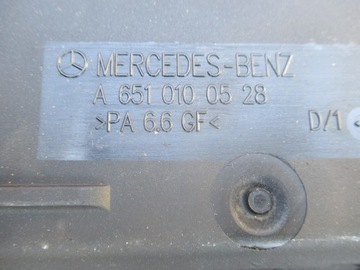 MERCEDES-BENZ
A 651 010 05 28
>PA 6.6 GF<
D/1